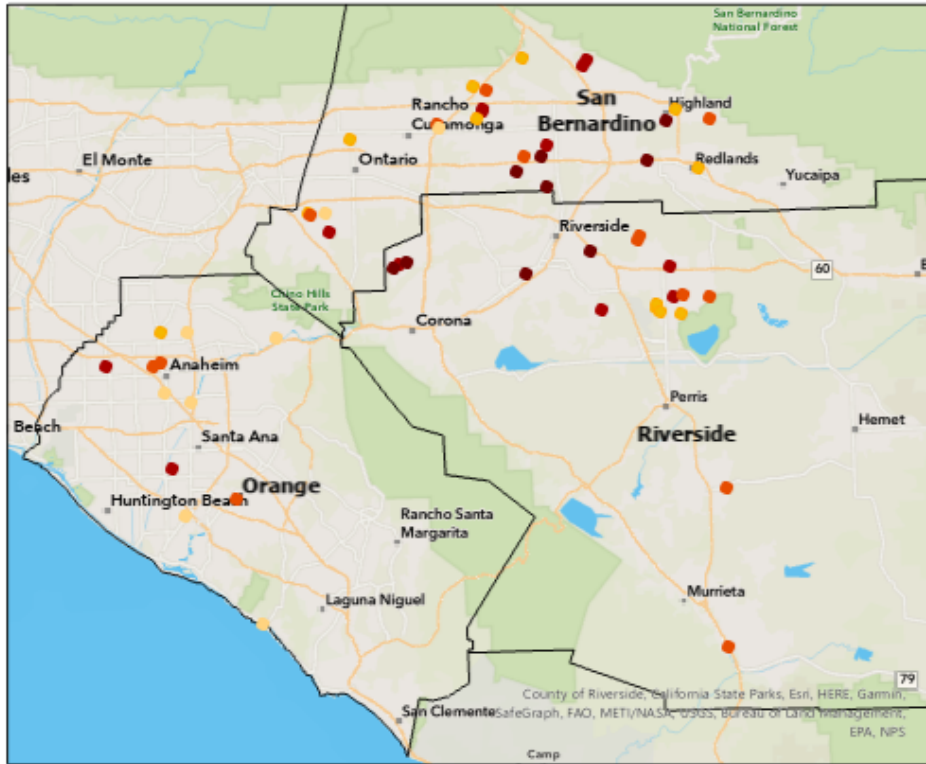 San Bernardino
National Forest
Highland
San
Bernardino
Rancho
Cucamonga
El Monte
Ontario
Redlands
les
Yucaipa
Riverside
60
Chino Hills
State Park
Corona
Anaheim
Perris
Hemet
Beach
Santa Ana
Riverside
Orange
Huntington Beach
Rancho Santa
Margarita
Murrieta
Laguna Niguel
79
County of Riverside, California State Parks, Esri, HERE, Garmin,
San Clemente
SafeGraph, FAO, METI/NASA, USGS, Bureau of Land Management,
EPA, NPS
Camp